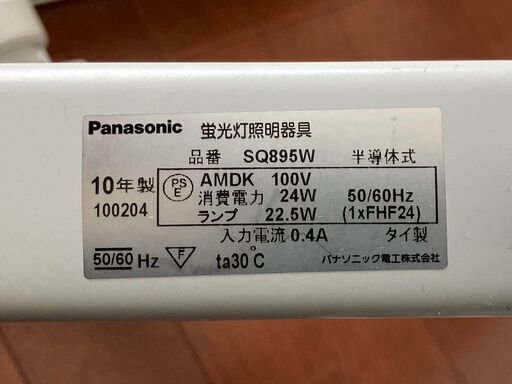 Panasonic 蛍光灯照明器具
品番 SQ895W 半導体式
10年製
100204
PS E
AMDK 100V
消費電力 24W 50/60Hz
ランプ 22.5W (1xFHF24)
入力電流 0.4A タイ製
50/60 Hz F ta30°C パナソニック電工株式会社